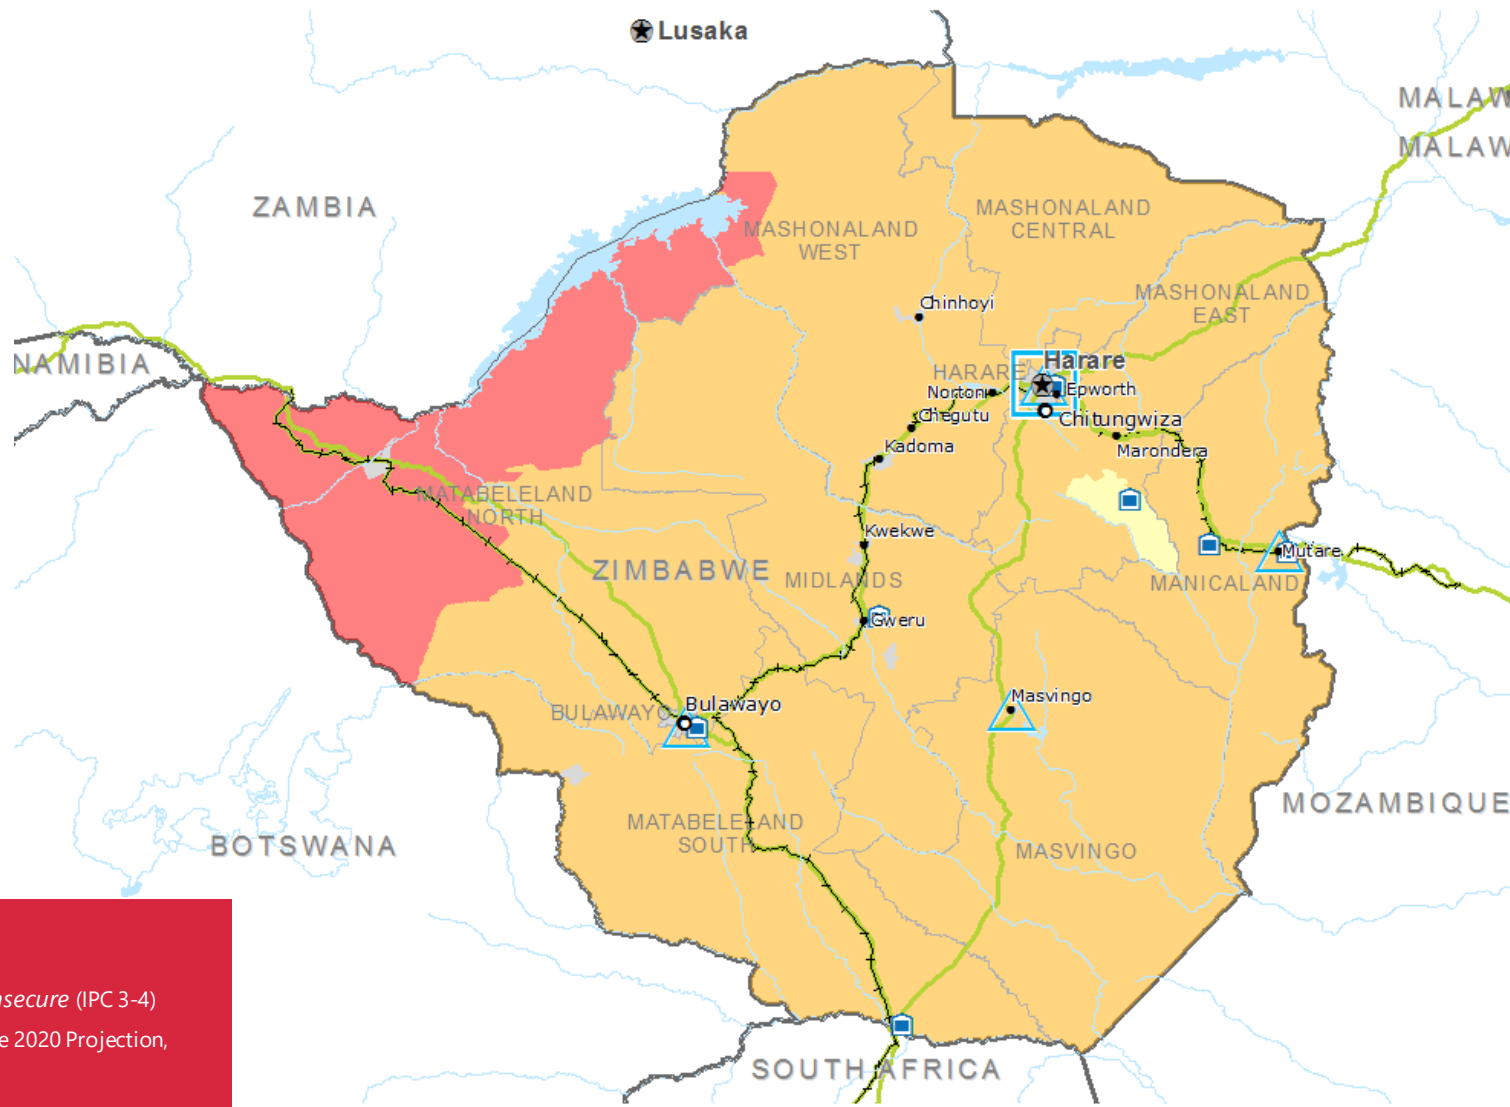 Lusaka
MALAW
MALAW
ZAMBIA
MASHONALAND
CENTRAL
MASHONALAND
WEST
MASHONALAND
EAST
Chinhoyi
NAMIBIA
Harare
HARARE
Norton
Epworth
Chegutu
Chitungwiza
Kadoma
Marondera
MATABELELAND
NORTH
Kwekwe
Mutare
ZIMBABWE
MIDLANDS
MANICALAND
Gweru
Masvingo
Bulawayo
BULAWAYO
MOZAMBIQUE
MATABELELAND
SOUTH
BOTSWANA
MASVINGO
nsecure (IPC 3-4)
e 2020 Projection,
SOUTH AFRICA